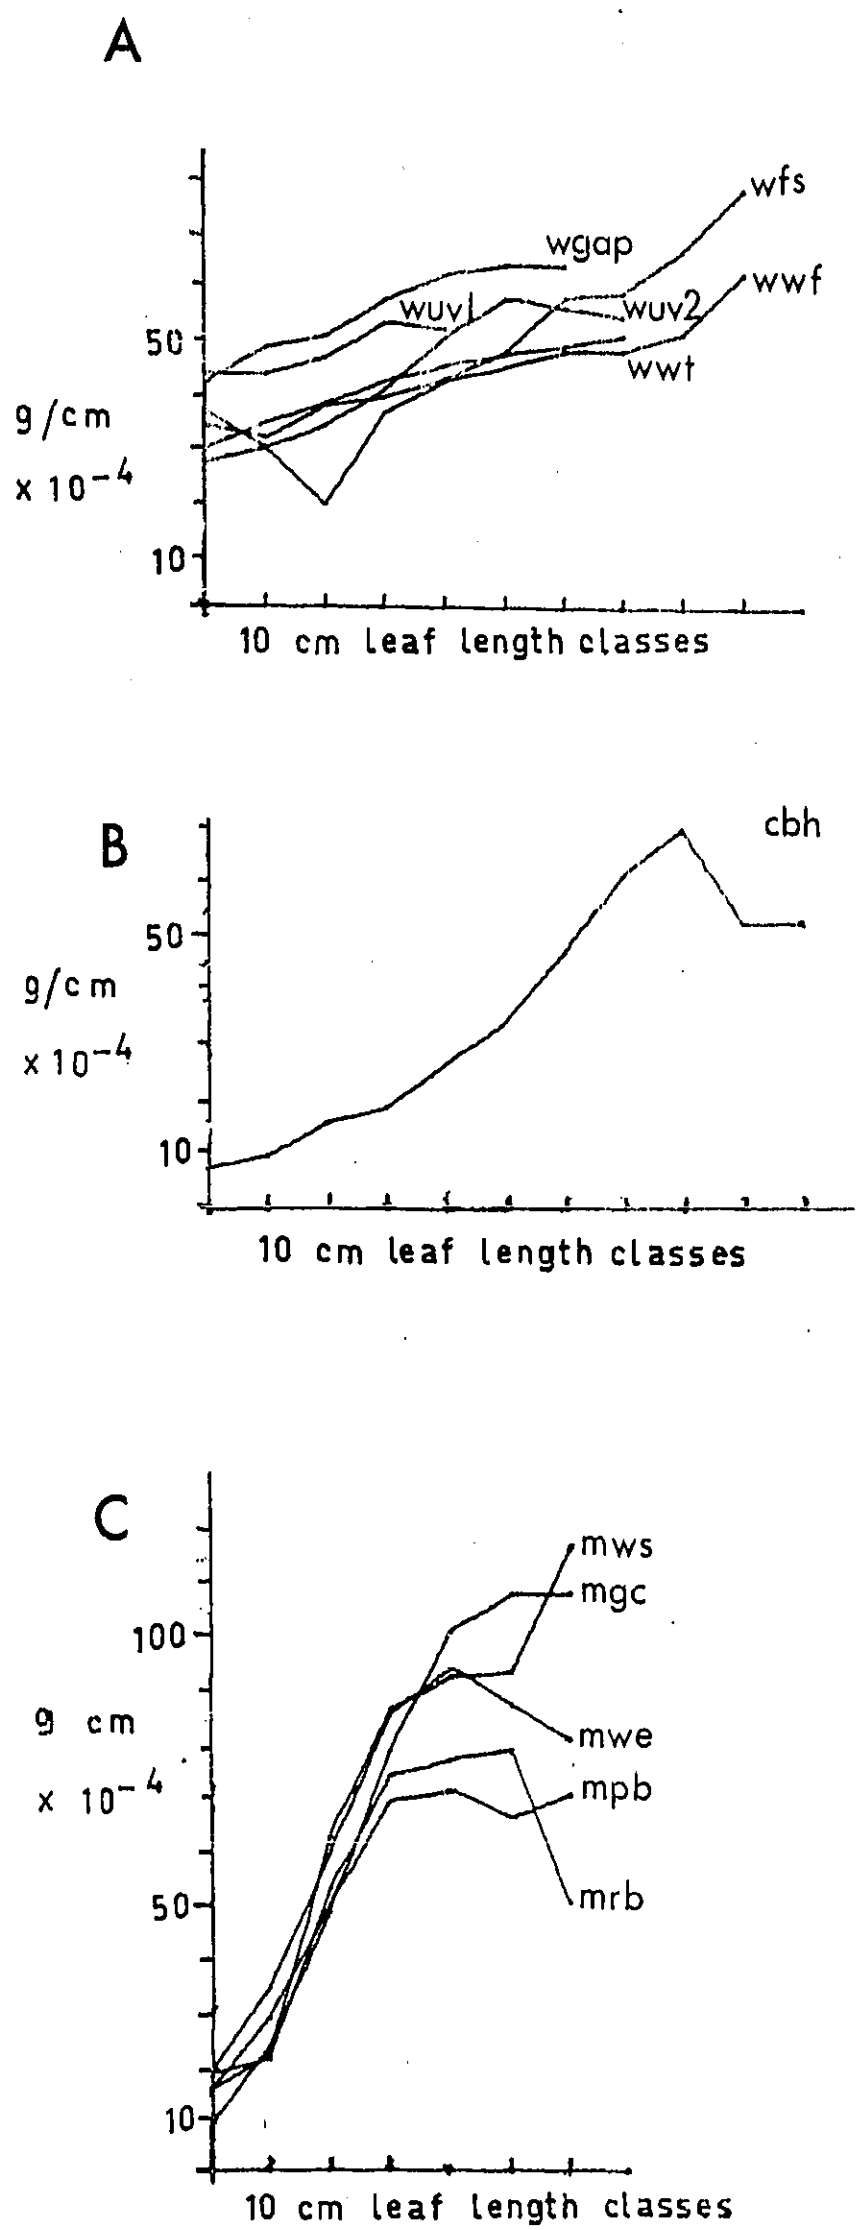 A
wfs
wgap
wwf
wuv1
wuv2
50
wwt
g/cm
x 10-4
10
10 cm leaf length classes
B
cbh
50
g/cm
x 10-4
10
10 cm leaf length classes
C
mws
mgc
100
g cm
mwe
x 10-4
mpb
50
mrb
10
10 cm leaf length classes